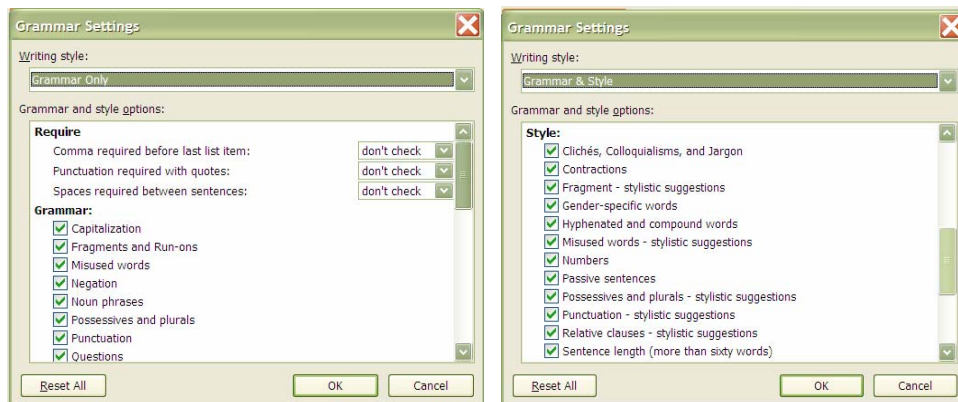 Grammar Settings
Writing style:
Grammar Only
Grammar and style options:
Require
Comma required before last list item: don't check
Punctuation required with quotes: don't check
Spaces required between sentences: don't check
Grammar:
Capitalization
Fragments and Run-ons
Misused words
Negation
Noun phrases
Possessives and plurals
Punctuation
Questions
Reset All OK Cancel
Grammar Settings
Writing style:
Grammar & Style
Grammar and style options:
Style:
Clichés, Colloquialisms, and Jargon
Contractions
Fragment - stylistic suggestions
Gender-specific words
Hyphenated and compound words
Misused words - stylistic suggestions
Numbers
Passive sentences
Possessives and plurals - stylistic suggestions
Punctuation - stylistic suggestions
Relative clauses - stylistic suggestions
Sentence length (more than sixty words)
Reset All OK Cancel